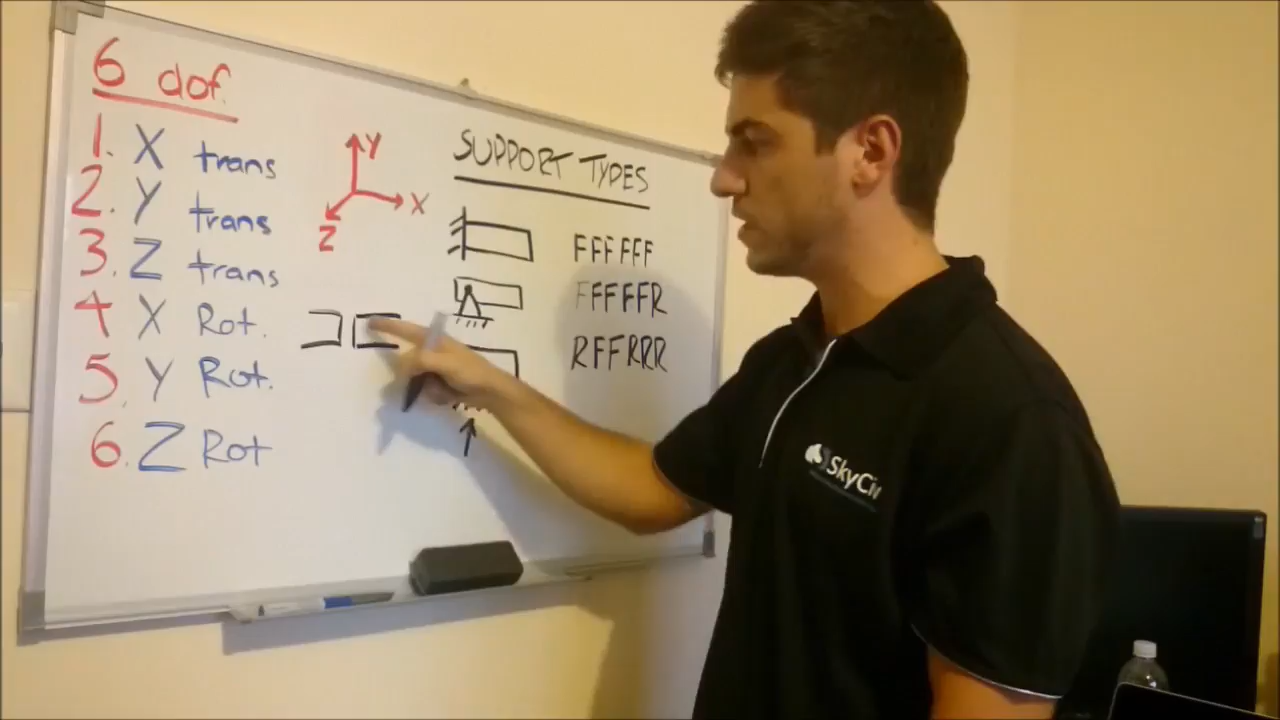 6 dof.
1. X trans
2. Y trans
3. Z trans
4 X Rot.
5. Y Rot.
6. Z Rot
Y
X
Z
SUPPORT TYPES
FFFFFF
FFFFFR
RFFRRR
SkyCiv